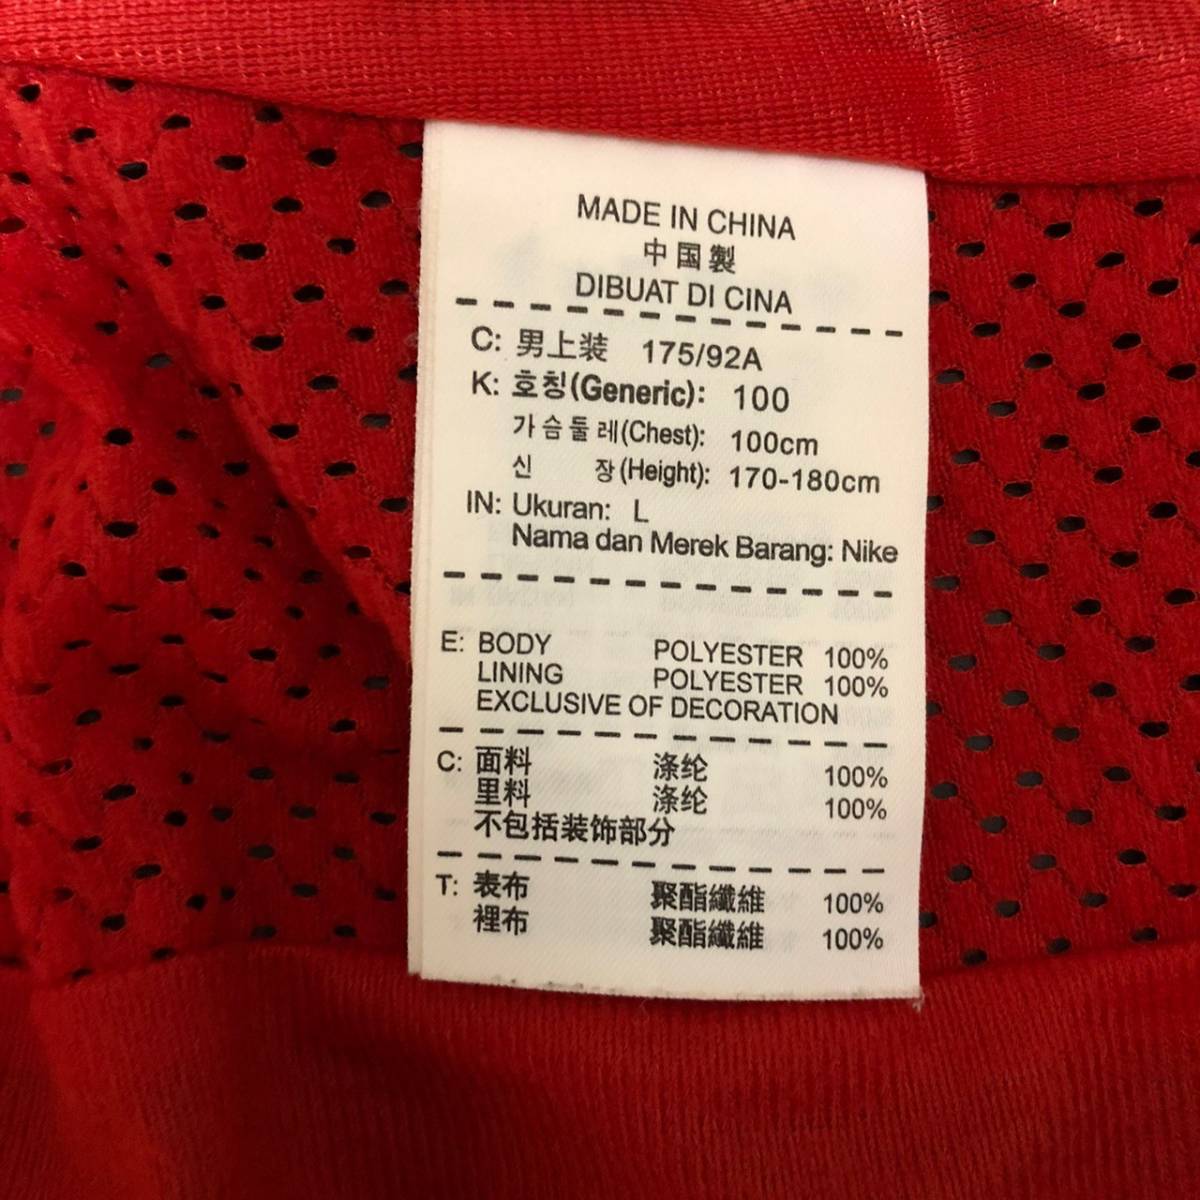 MADE IN CHINA
中国製
DIBUAT DI CINA
C: 男上装 175/92A
K: 호칭(Generic): 100
가슴둘레(Chest): 100cm
신 장(Height): 170-180cm
IN: Ukuran: L
Nama dan Merek Barang: Nike
E: BODY POLYESTER 100%
LINING POLYESTER 100%
EXCLUSIVE OF DECORATION
C: 面料 涤纶 100%
里料 涤纶 100%
不包括装饰部分
T: 表布 聚酯纖維 100%
裡布 聚酯纖維 100%